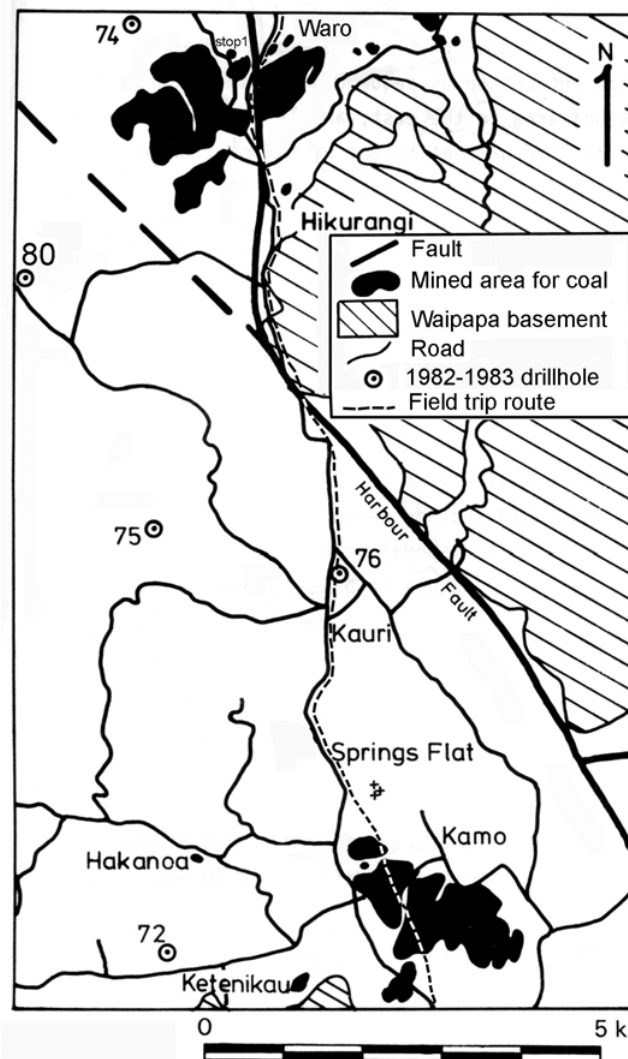 74
stop1
Waro
N
Hikurangi
80
Fault
Mined area for coal
Waipapa basement
Road
1982-1983 drillhole
Field trip route
75
Harbour
Fault
76
Kauri
Springs Flat
Kamo
Hakanoa
72
Ketenikau
0
5 k